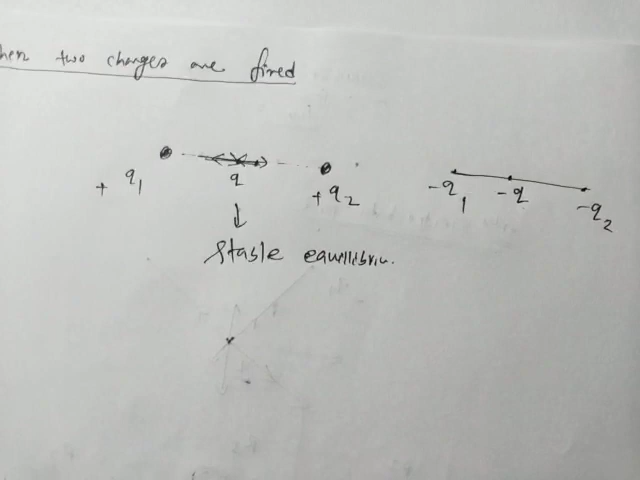 hen two charges are fixed
+ q1 q +q2 -q1 -q -q2
Stable equilibriu.